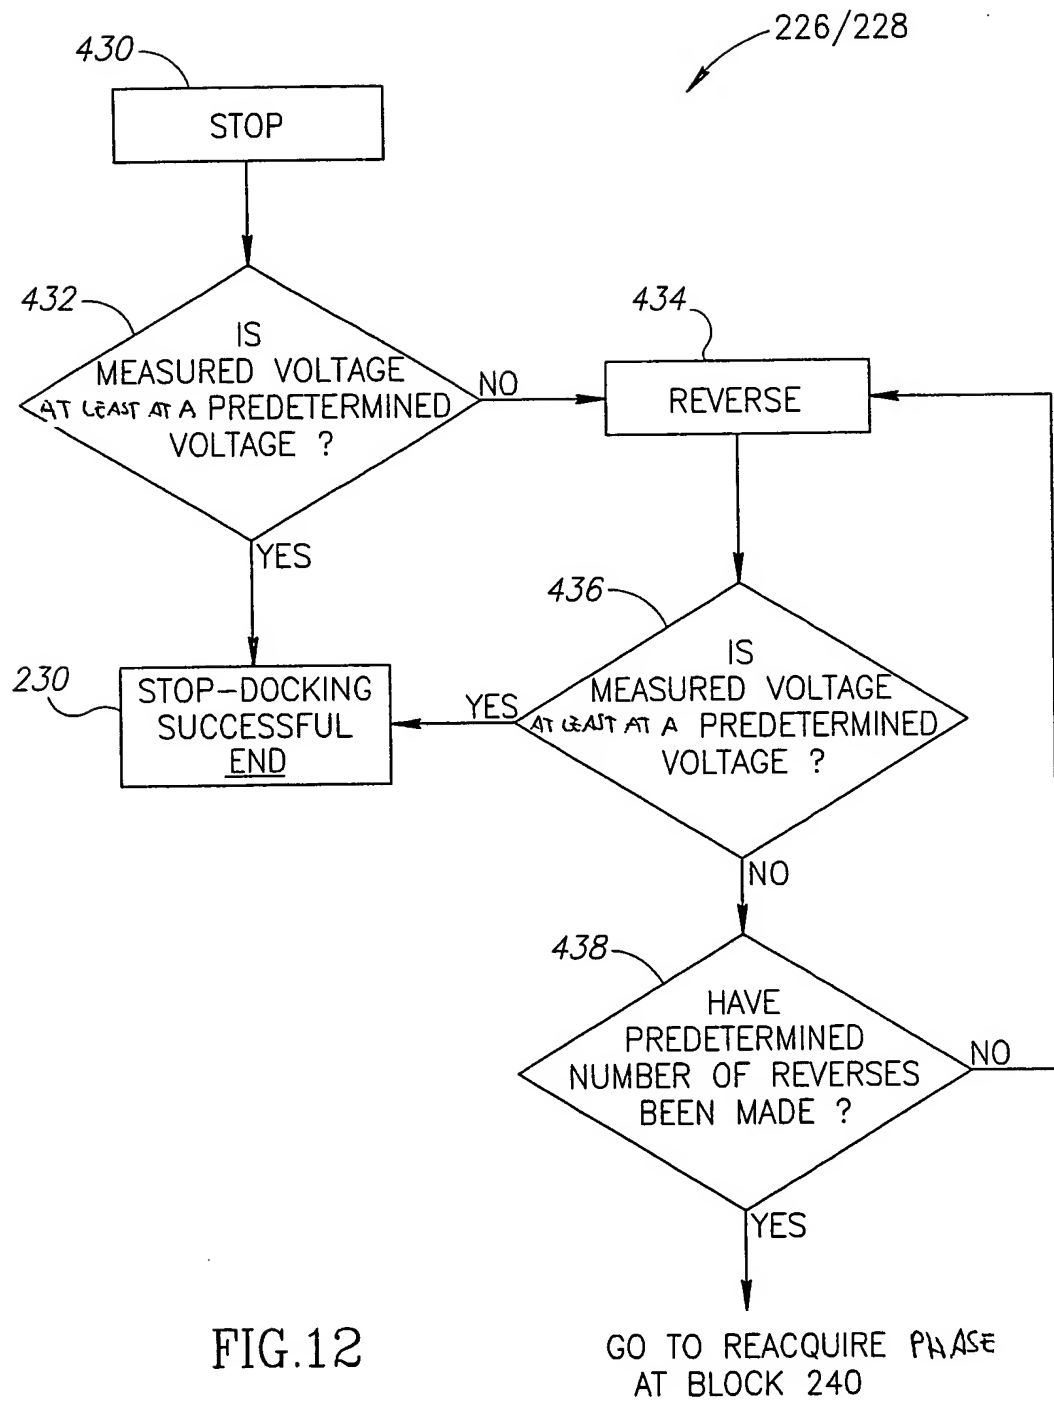 226/228
430
STOP
432
IS
MEASURED VOLTAGE
AT LEAST AT A PREDETERMINED
VOLTAGE ?
NO
YES
434
REVERSE
436
IS
MEASURED VOLTAGE
AT LEAST AT A PREDETERMINED
VOLTAGE ?
YES
NO
230
STOP-DOCKING
SUCCESSFUL
END
438
HAVE
PREDETERMINED
NUMBER OF REVERSES
BEEN MADE ?
NO
YES
GO TO REACQUIRE PHASE
AT BLOCK 240
FIG.12